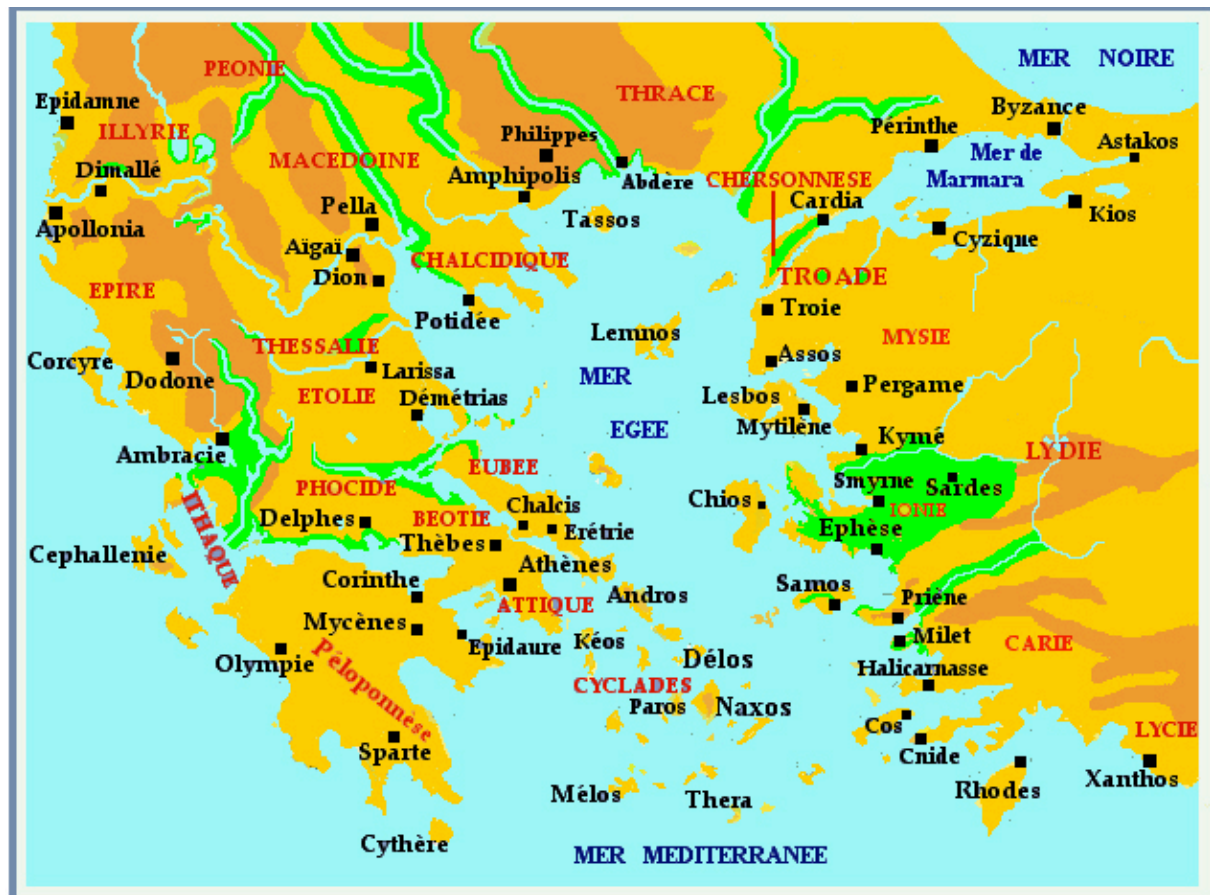 MER NOIRE
PEONIE
THRACE
Epidamne
Byzance
ILLYRIE
Philippes
Périnthe
Astakos
MACEDOINE
Mer de
Marmara
Dimallé
Amphipolis
Abdère
CHERSONNESE
Cardia
Pella
Tassos
Kios
Apollonia
Aïgaï
CHALCIDIQUE
Cyzique
Dion
TROADE
EPIRE
Potidée
Troie
THESSALIE
Lemnos
MYSIE
Corcyre
Dodone
Larissa
Assos
MER
EGEE
ETOLIE
Démétrias
Lesbos
Pergame
Mytilène
Ambracie
Kymé
LYDIE
EUBEE
PHOCIDE
Smyrne
Sardes
ITHAQUE
Chalcis
Chios
IONIE
Delphes
BEOTIE
Erétrie
Ephèse
Cephallenie
Thèbes
Athènes
Corinthe
Samos
ATTIQUE
Andros
Priène
Mycènes
Epidaure
Kéos
Milet
CARIE
Olympie
Péloponnèse
Délos
Halicarnasse
CYCLADES
Paros
Naxos
Cos
LYCIE
Sparte
Cnide
Mélos
Thera
Rhodes
Xanthos
Cythère
MER MEDITERRANEE